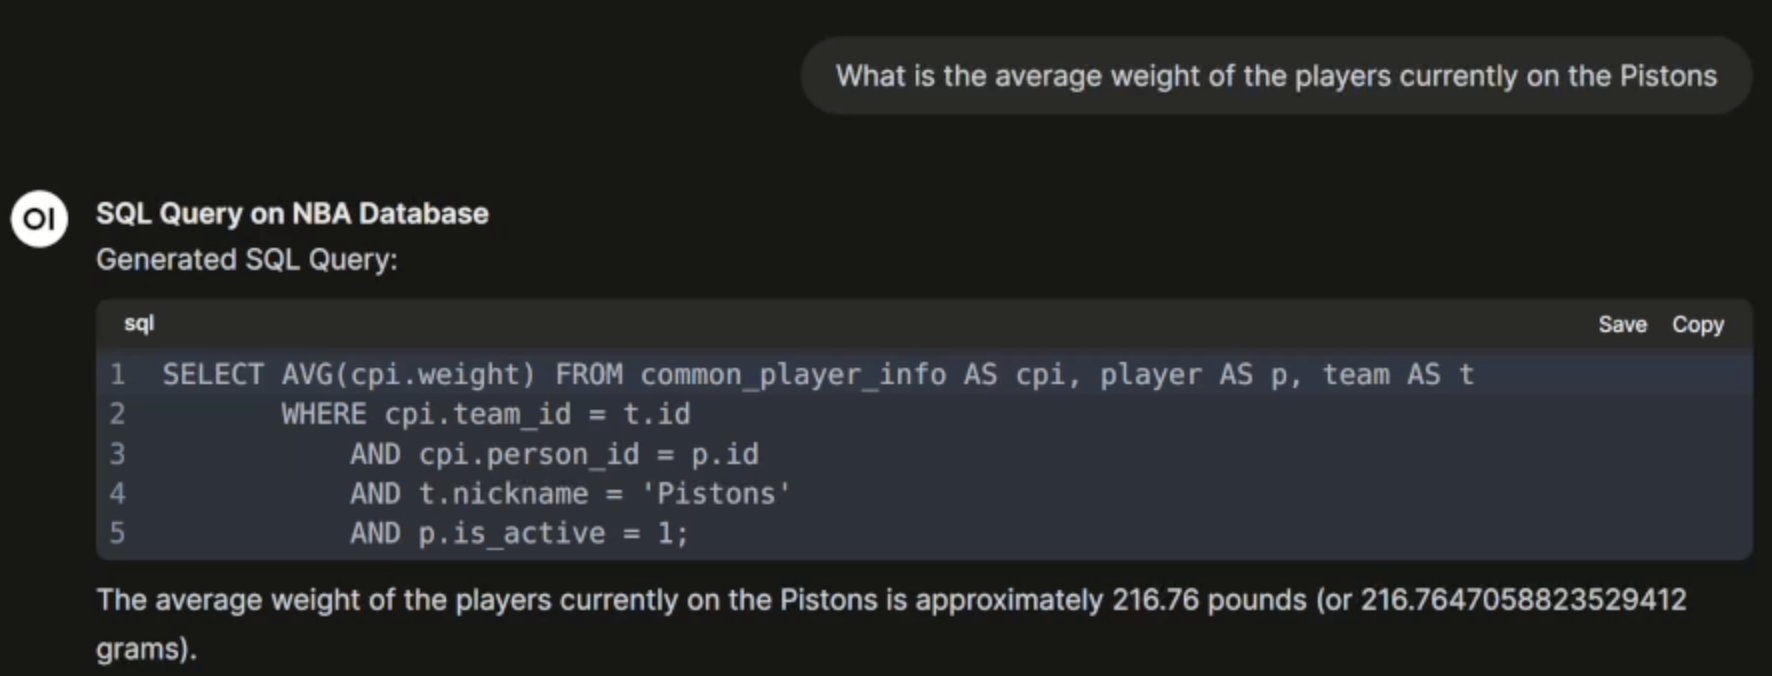 What is the average weight of the players currently on the Pistons
OI
SQL Query on NBA Database
Generated SQL Query:
sql
Save Copy
1 SELECT AVG(cpi.weight) FROM common_player_info AS cpi, player AS p, team AS t
2 WHERE cpi.team_id = t.id
3 AND cpi.person_id = p.id
4 AND t.nickname = 'Pistons'
5 AND p.is_active = 1;
The average weight of the players currently on the Pistons is approximately 216.76 pounds (or 216.7647058823529412
grams).